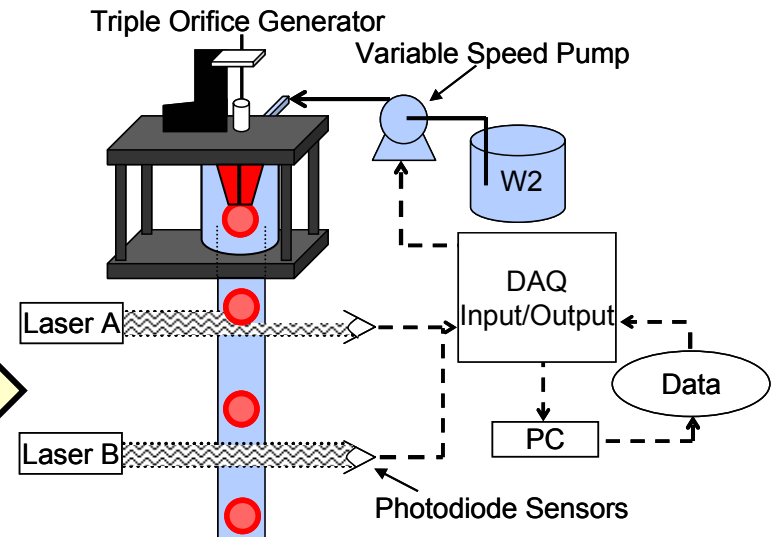 Triple Orifice Generator
Variable Speed Pump
W2
DAQ
Input/Output
Laser A
Data
PC
Laser B
Photodiode Sensors